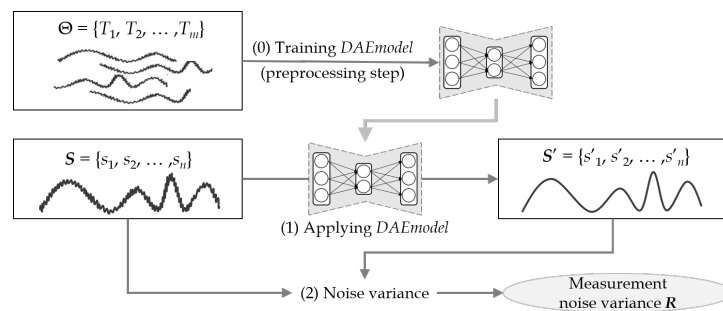 Θ = {T₁, T₂, … ,Tₘ}
(0) Training DAEmodel
(preprocessing step)
S = {s₁, s₂, … ,sₙ}
S′ = {s′₁, s′₂, … ,s′ₙ}
(1) Applying DAEmodel
(2) Noise variance
Measurement
noise variance R